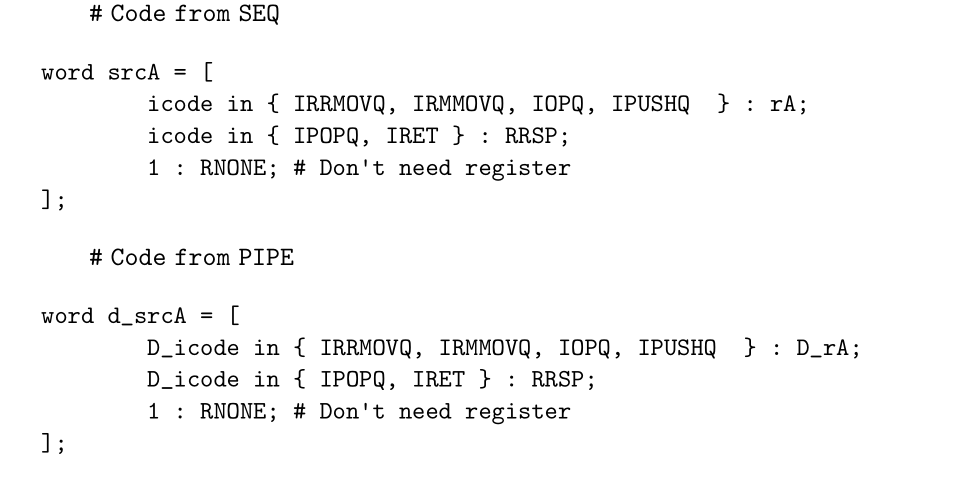 # Code from SEQ
word srcA = [
icode in { IRRMOVQ, IRMMOVQ, IOPQ, IPUSHQ  } : rA;
icode in { IPOPQ, IRET } : RRSP;
1 : RNONE; # Don't need register
];
# Code from PIPE
word d_srcA = [
D_icode in { IRRMOVQ, IRMMOVQ, IOPQ, IPUSHQ  } : D_rA;
D_icode in { IPOPQ, IRET } : RRSP;
1 : RNONE; # Don't need register
];